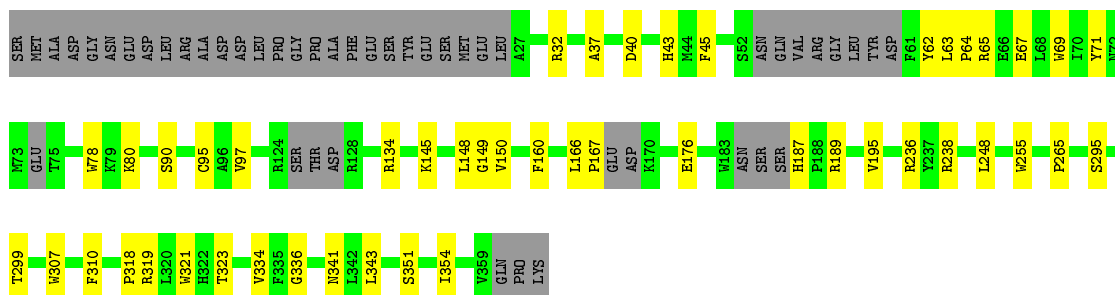 SER MET ALA ASP GLY ASN GLU ASP LEU ARG ALA ASP ASP LEU PRO GLY PRO ALA PHE GLU SER TYR GLU SER MET GLU LEU A27 R32 A37 D40 H43 M44 F45 S52 ASN GLN VAL ARG GLY LEU TYR ASP F61 Y62 L63 P64 R65 E66 E67 L68 W69 I70 Y71 N72
M73 GLU T75 W78 K79 K80 S90 C95 A96 V97 R124 SER THR ASP R128 R134 K145 L148 G149 V150 F160 L166 P167 GLU ASP K170 E176 W183 ASN SER SER H187 P188 R189 V195 R236 Y237 R238 L248 W255 P265 S295
T299 W307 F310 P318 R319 L320 W321 H322 T323 V334 F335 G336 N341 L342 L343 S351 I354 V359 GLN PRO LYS